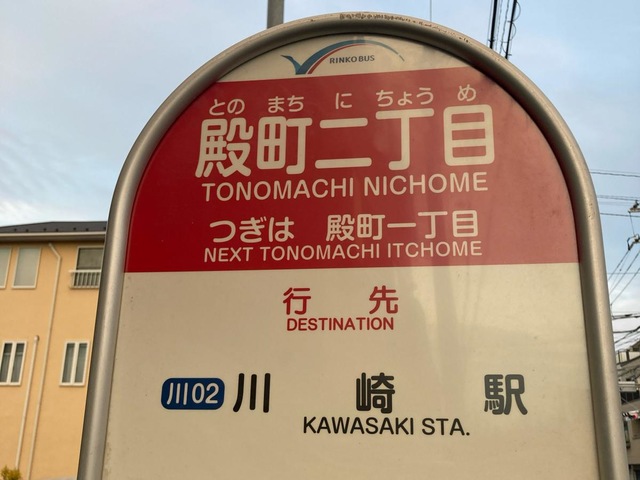 RINKO BUS
とのまちにちょうめ
殿町二丁目
TONOMACHI NICHOME
つぎは 殿町一丁目
NEXT TONOMACHI ITCHOME
行先
DESTINATION
川02 川崎駅
KAWASAKI STA.